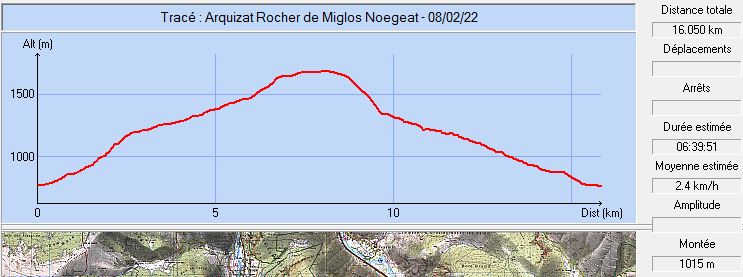 Tracé : Arquizat Rocher de Miglos Noegeat - 08/02/22
Alt (m)
1500
1000
0
5
10
Dist (km)
Distance totale
16.050 km
Déplacements
Arrêts
Durée estimée
06:39:51
Moyenne estimée
2.4 km/h
Amplitude
Montée
1015 m